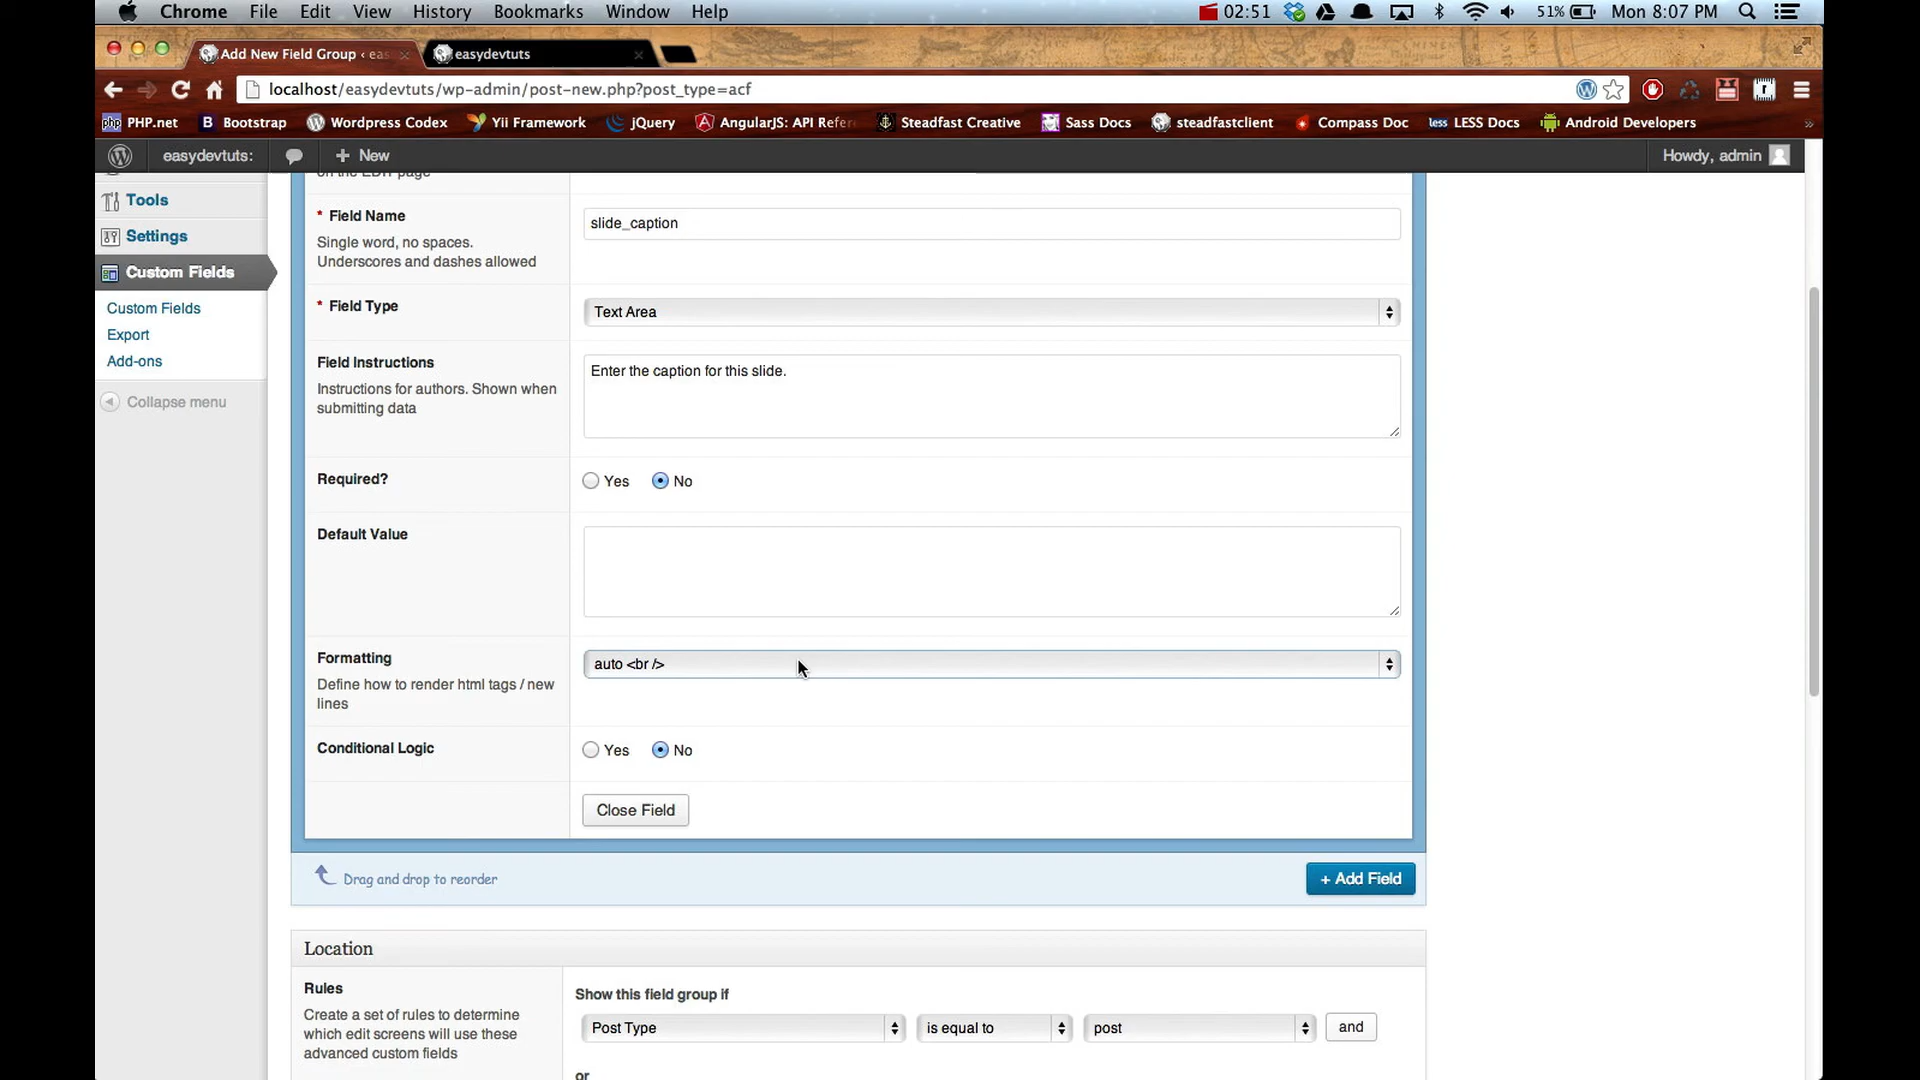 Chrome File Edit View History Bookmarks Window Help 02:51 51% Mon 8:07 PM
Add New Field Group ‹ eas easydevtuts
localhost/easydevtuts/wp-admin/post-new.php?post_type=acf
php PHP.net B Bootstrap Wordpress Codex Yii Framework jQuery AngularJS: API Refer Steadfast Creative Sass Docs steadfastclient Compass Doc less LESS Docs Android Developers »
easydevtuts: + New Howdy, admin
on the EDIT page
Tools
Settings
Custom Fields
Custom Fields
Export
Add-ons
Collapse menu
* Field Name
Single word, no spaces.
Underscores and dashes allowed
slide_caption
* Field Type
Text Area
Field Instructions
Instructions for authors. Shown when
submitting data
Enter the caption for this slide.
Required?
Yes No
Default Value
Formatting
Define how to render html tags / new
lines
auto <br />
Conditional Logic
Yes No
Close Field
Drag and drop to reorder
+ Add Field
Location
Rules
Create a set of rules to determine
which edit screens will use these
advanced custom fields
Show this field group if
Post Type is equal to post and
or